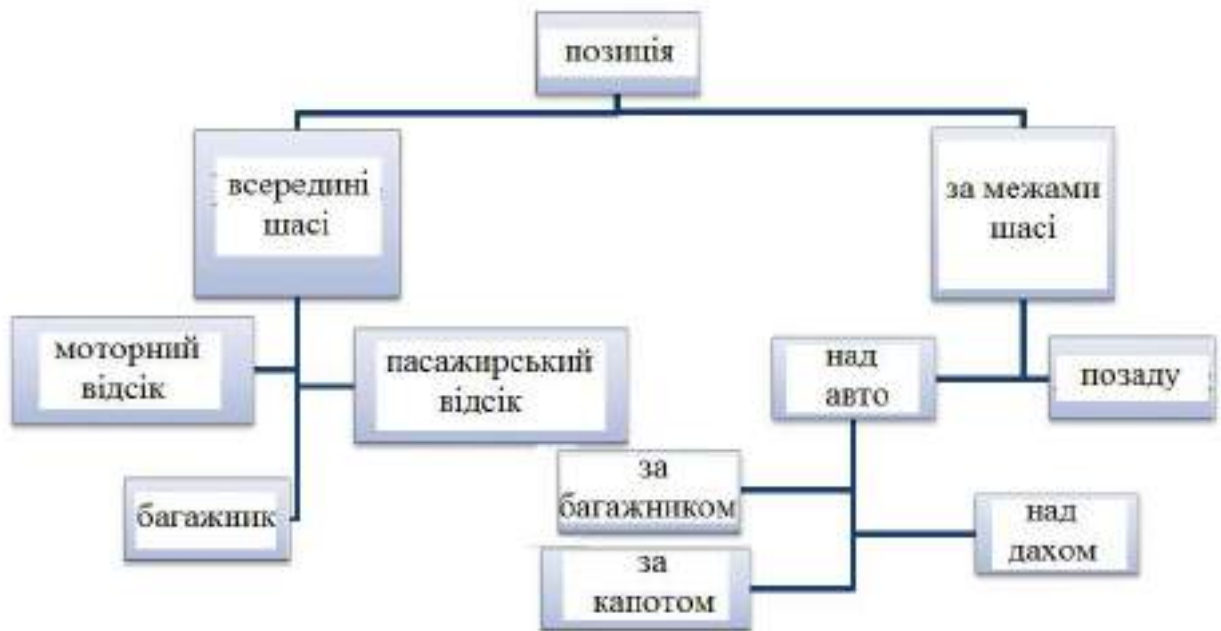 позиція
всередині
шасі
за межами
шасі
моторний
відсік
пасажирський
відсік
над
авто
позаду
багажник
за
багажником
над
дахом
за
капотом